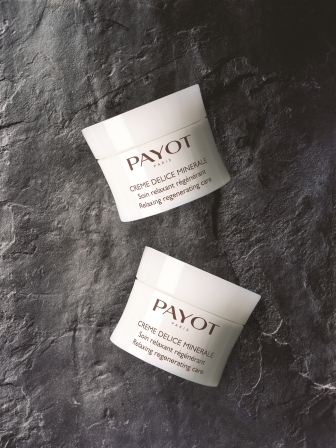 PAYOT
PARIS
CREME DELICE MINERALE
Soin relaxant régénérant
Relaxing regenerating care
PAYOT
PARIS
CREME DELICE MINERALE
Soin relaxant régénérant
Relaxing regenerating care